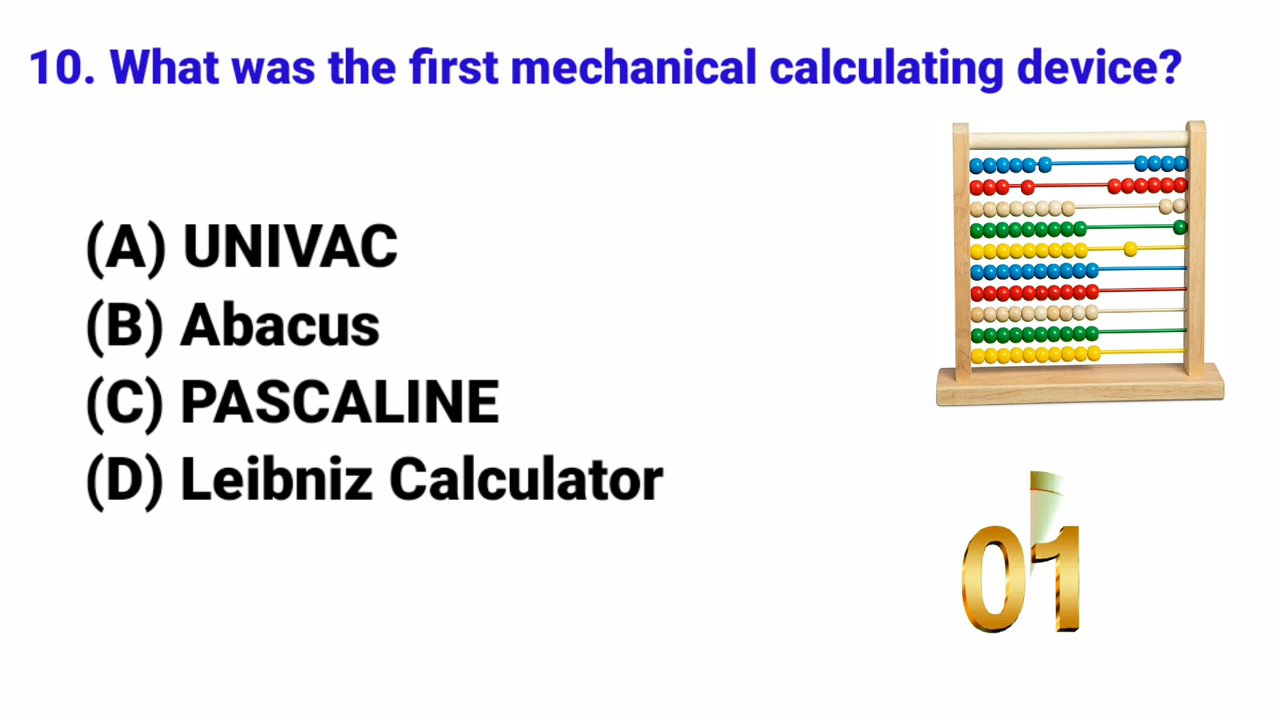 10. What was the first mechanical calculating device?
(A) UNIVAC
(B) Abacus
(C) PASCALINE
(D) Leibniz Calculator
01